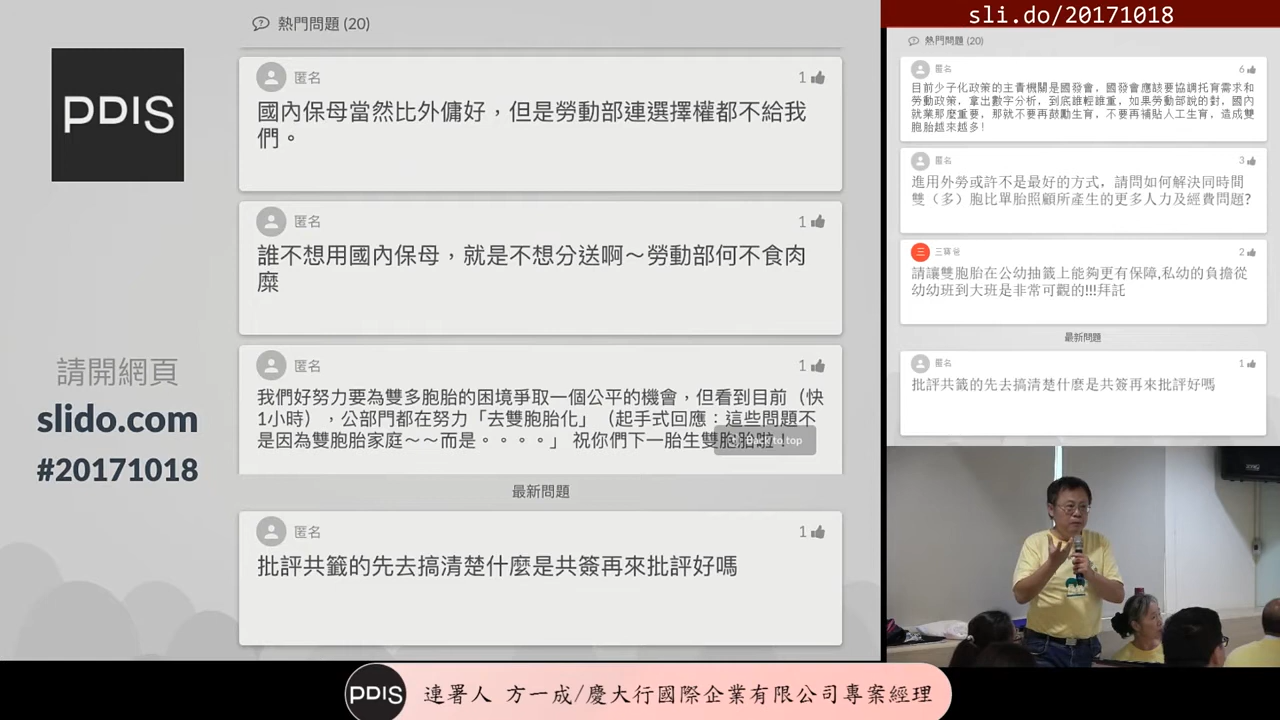 熱門問題 (20)
PDIS
匿名
1
國內保母當然比外傭好，但是勞動部連選擇權都不給我
們。
匿名
1
誰不想用國內保母，就是不想分送啊～勞動部何不食肉
糜
匿名
1
我們好努力要為雙多胞胎的困境爭取一個公平的機會，但看到目前（快
1小時），公部門都在努力「去雙胞胎化」（起手式回應：這些問題不
是因為雙胞胎家庭～～而是。。。。」 祝你們下一胎生雙胞胎啦！
to top
最新問題
匿名
1
批評共籤的先去搞清楚什麼是共簽再來批評好嗎
請開網頁
slido.com
#20171018
sli.do/20171018
熱門問題 (20)
匿名
6
目前少子化政策的主責機關是國發會，國發會應該要協調托育需求和
勞動政策，拿出數字分析，到底誰輕誰重，如果勞動部說的對，國內
就業那麼重要，那就不要再鼓勵生育，不要再補貼人工生育，造成雙
胞胎越來越多！
匿名
3
進用外勞或許不是最好的方式，請問如何解決同時間
雙（多）胞比單胎照顧所產生的更多人力及經費問題?
三
三寶爸
2
請讓雙胞胎在公幼抽籤上能夠更有保障,私幼的負擔從
幼幼班到大班是非常可觀的!!!拜託
最新問題
匿名
1
批評共籤的先去搞清楚什麼是共簽再來批評好嗎
PDIS
連署人 方一成/慶大行國際企業有限公司專案經理